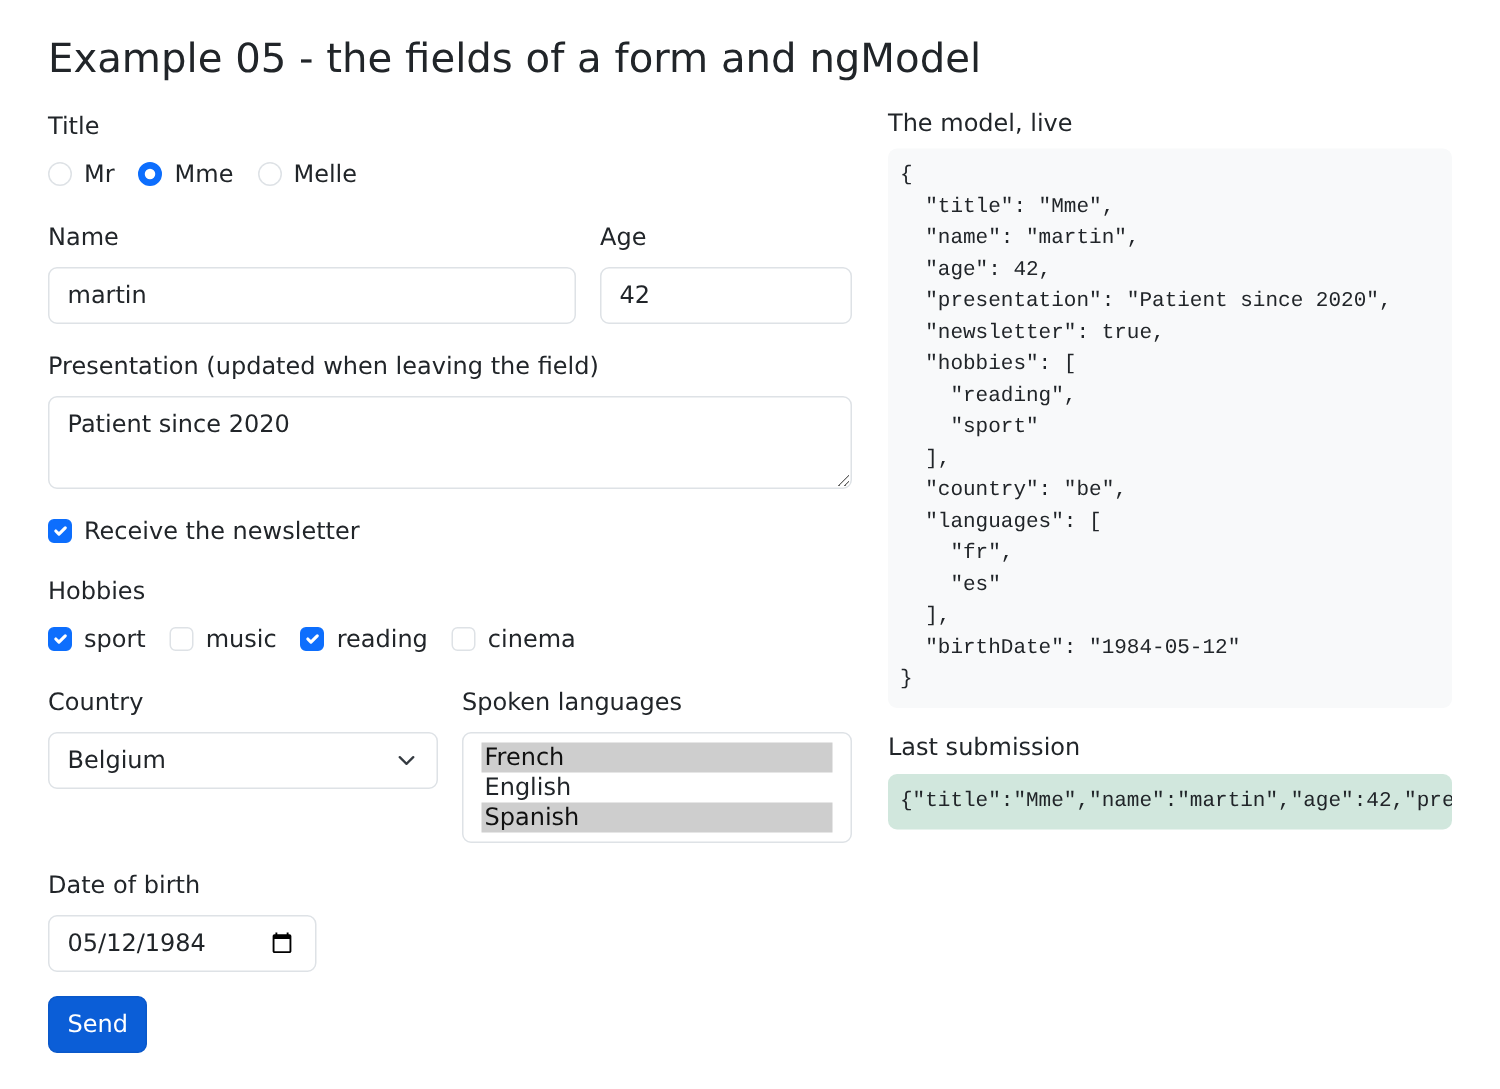 Example 05 - the fields of a form and ngModel
Title
Mr Mme Melle
Name Age
martin 42
Presentation (updated when leaving the field)
Patient since 2020
Receive the newsletter
Hobbies
sport music reading cinema
Country Spoken languages
Belgium
French
English
Spanish
Date of birth
05/12/1984
Send
The model, live
{
  "title": "Mme",
  "name": "martin",
  "age": 42,
  "presentation": "Patient since 2020",
  "newsletter": true,
  "hobbies": [
    "reading",
    "sport"
  ],
  "country": "be",
  "languages": [
    "fr",
    "es"
  ],
  "birthDate": "1984-05-12"
}
Last submission
{"title":"Mme","name":"martin","age":42,"pre